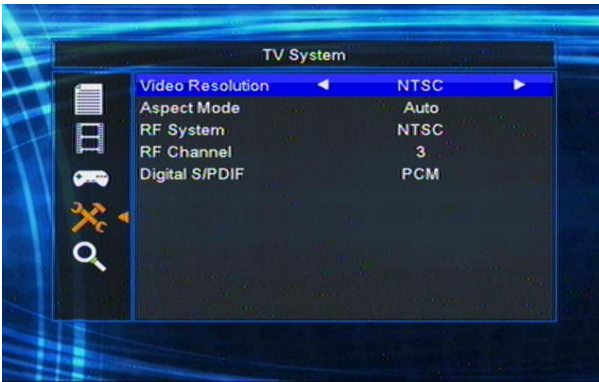 TV System
Video Resolution NTSC
Aspect Mode Auto
RF System NTSC
RF Channel 3
Digital S/PDIF PCM